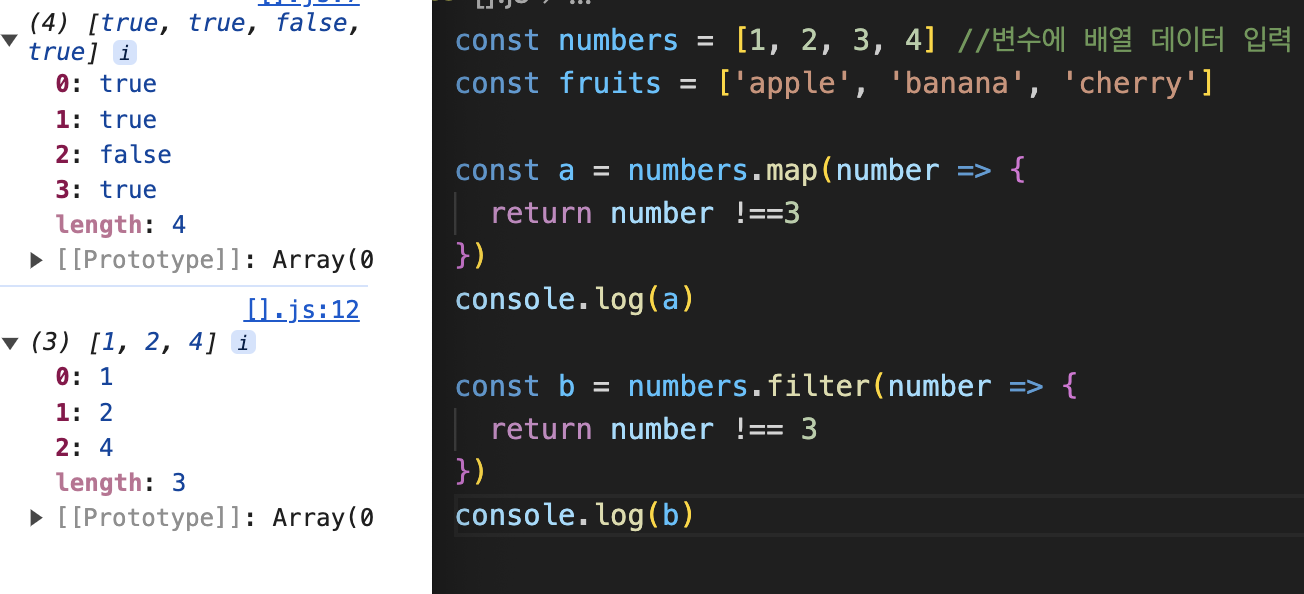 (4) [true, true, false,
true] i
0: true
1: true
2: false
3: true
length: 4
[[Prototype]]: Array(0
[].js:12
(3) [1, 2, 4] i
0: 1
1: 2
2: 4
length: 3
[[Prototype]]: Array(0
const numbers = [1, 2, 3, 4] //변수에 배열 데이터 입력
const fruits = ['apple', 'banana', 'cherry']
const a = numbers.map(number => {
return number !==3
})
console.log(a)
const b = numbers.filter(number => {
return number !== 3
})
console.log(b)